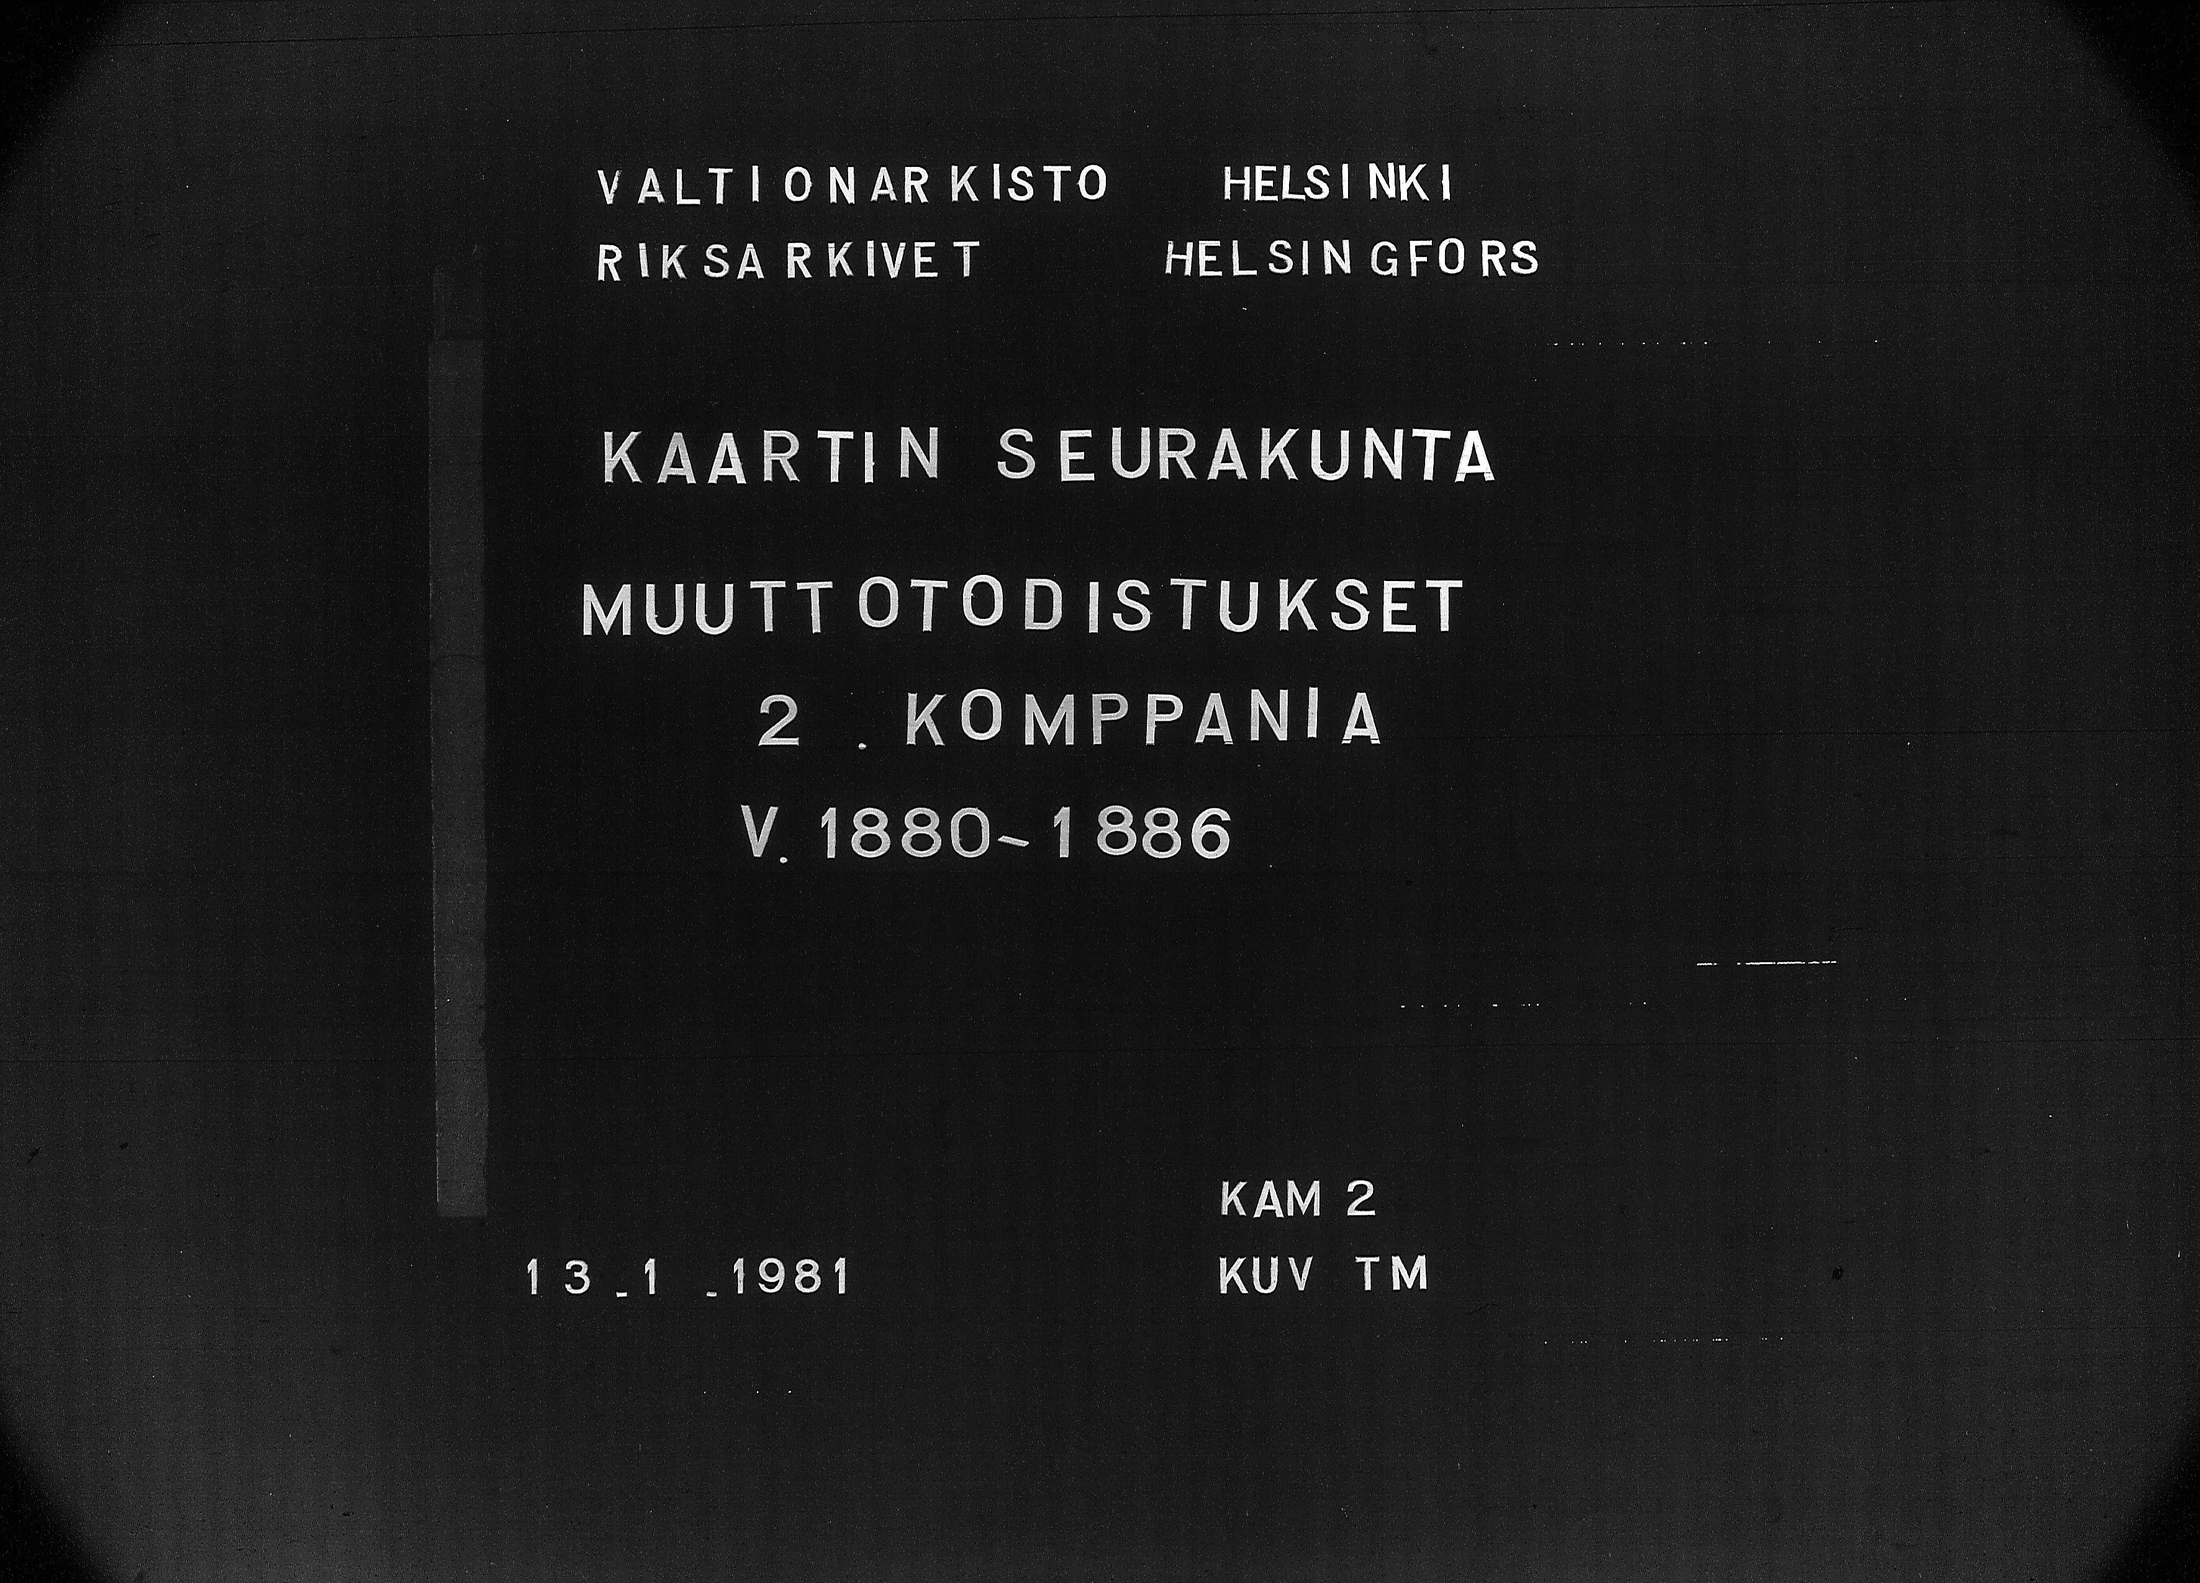 VALTIONARKISTO HELSINKI
RIKSARKIVET HELSINGFORS
KAARTIN SEURAKUNTA
MUUTTOTODISTUKSET
2. KOMPPANIA
V. 1880-1886
KAM 2
13.1.1981 KUV TM